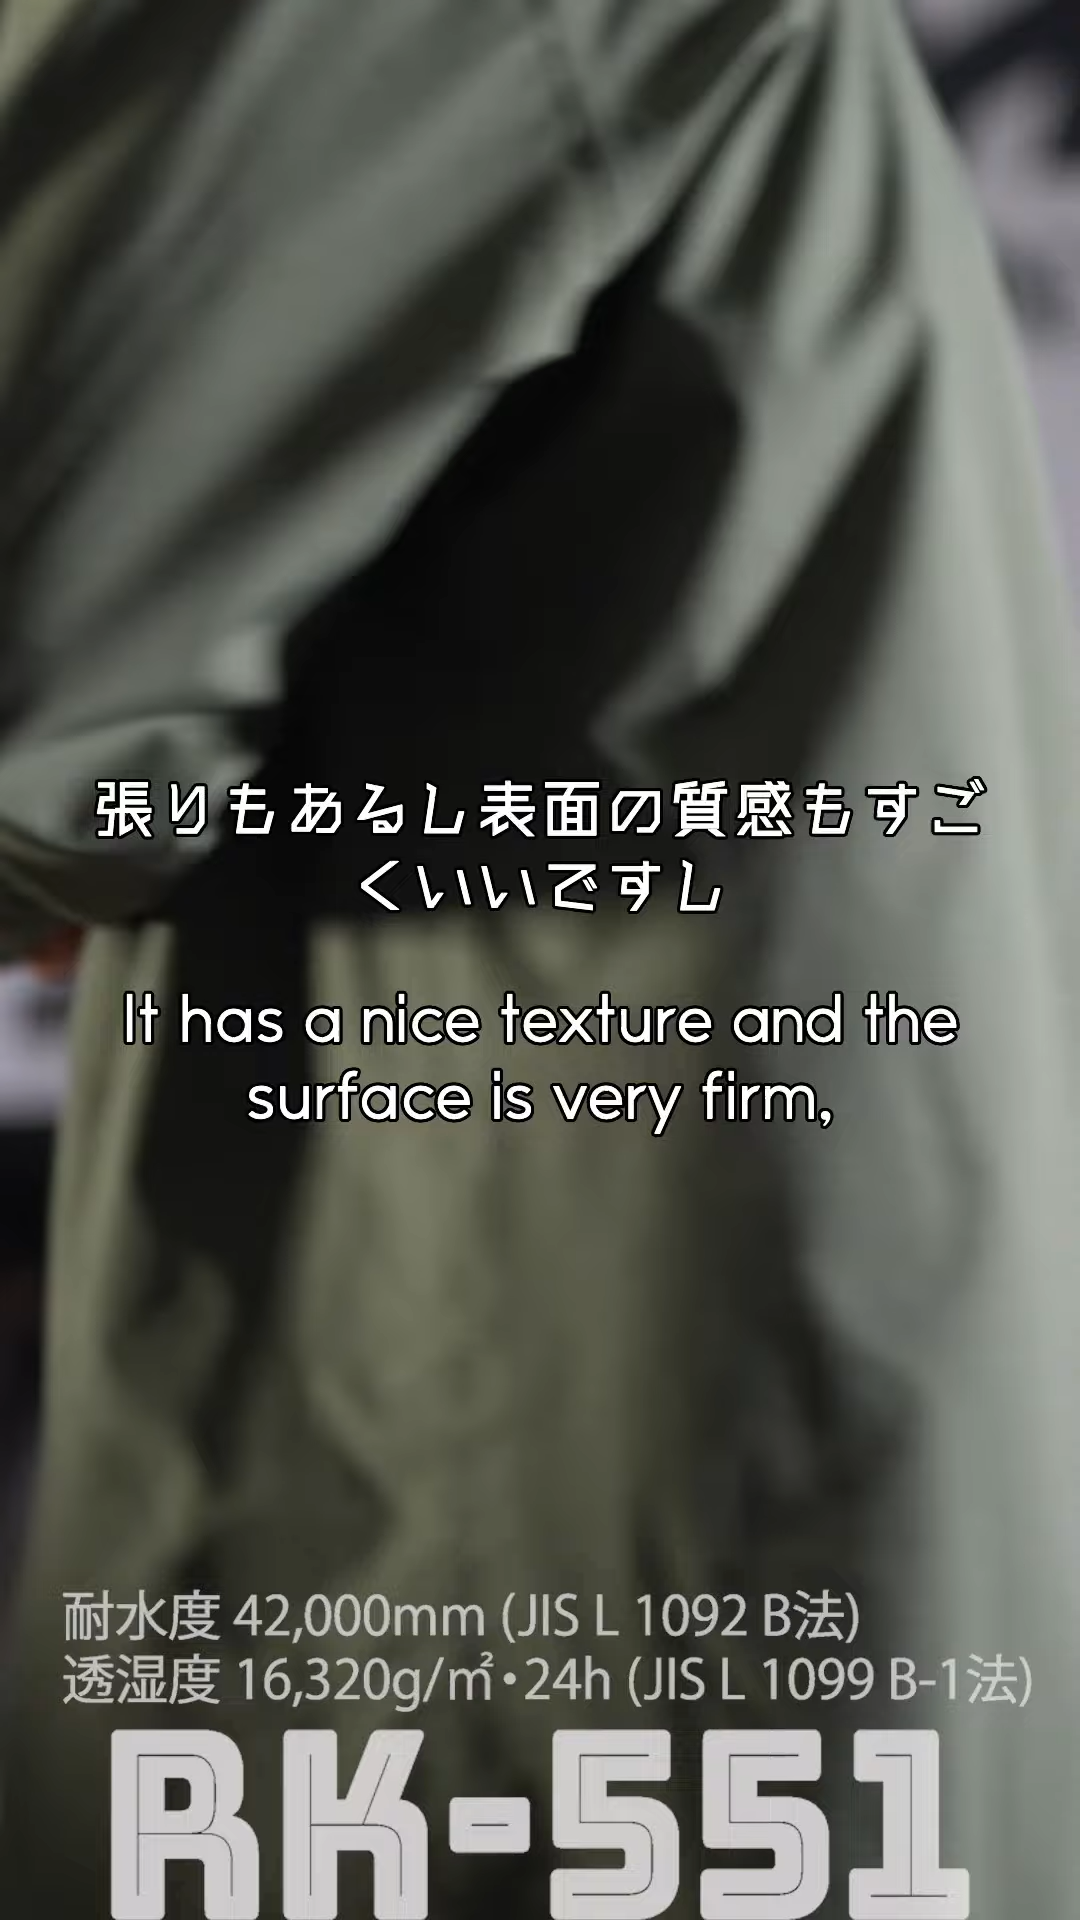 張りもあるし表面の質感もすご
くいいですし
It has a nice texture and the
surface is very firm,
耐水度 42,000mm (JIS L 1092 B法)
透湿度 16,320g/㎡・24h (JIS L 1099 B-1法)
RK-551